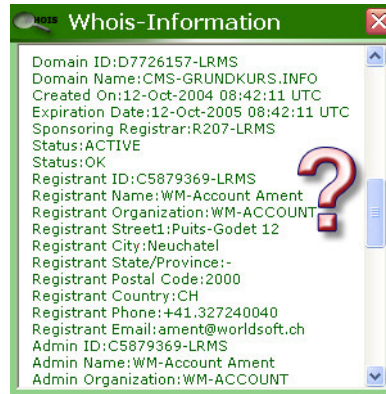 WHOIS Whois-Information
Domain ID:D7726157-LRMS
Domain Name:CMS-GRUNDKURS.INFO
Created On:12-Oct-2004 08:42:11 UTC
Expiration Date:12-Oct-2005 08:42:11 UTC
Sponsoring Registrar:R207-LRMS
Status:ACTIVE
Status:OK
Registrant ID:C5879369-LRMS
Registrant Name:WM-Account Ament
Registrant Organization:WM-ACCOUNT
Registrant Street1:Puits-Godet 12
Registrant City:Neuchatel
Registrant State/Province:-
Registrant Postal Code:2000
Registrant Country:CH
Registrant Phone:+41.327240040
Registrant Email:ament@worldsoft.ch
Admin ID:C5879369-LRMS
Admin Name:WM-Account Ament
Admin Organization:WM-ACCOUNT
?